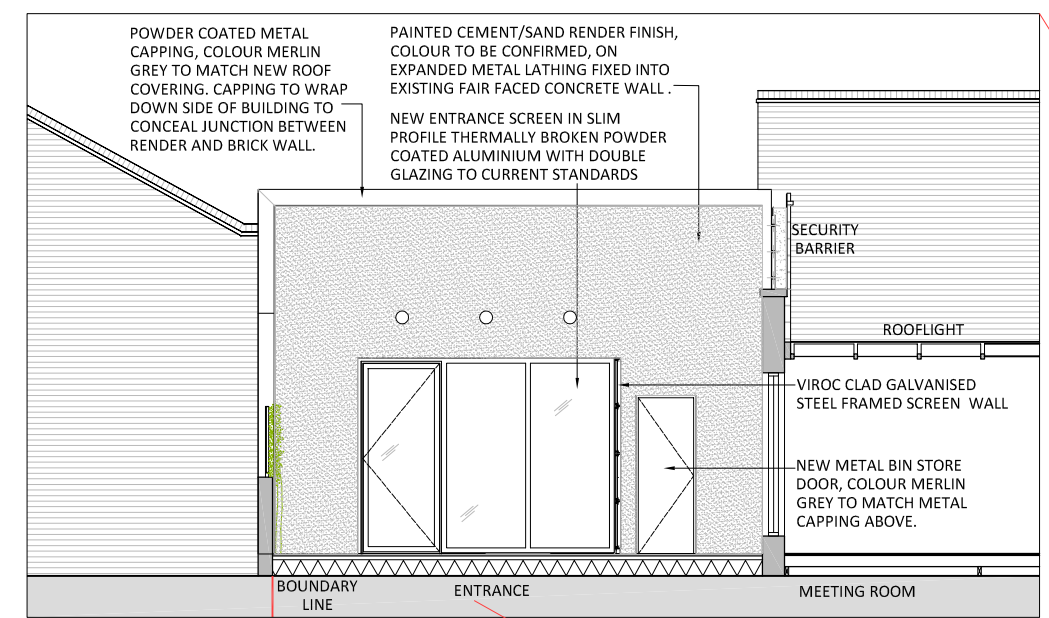 POWDER COATED METAL
CAPPING, COLOUR MERLIN
GREY TO MATCH NEW ROOF
COVERING. CAPPING TO WRAP
DOWN SIDE OF BUILDING TO
CONCEAL JUNCTION BETWEEN
RENDER AND BRICK WALL.
PAINTED CEMENT/SAND RENDER FINISH,
COLOUR TO BE CONFIRMED, ON
EXPANDED METAL LATHING FIXED INTO
EXISTING FAIR FACED CONCRETE WALL .
NEW ENTRANCE SCREEN IN SLIM
PROFILE THERMALLY BROKEN POWDER
COATED ALUMINIUM WITH DOUBLE
GLAZING TO CURRENT STANDARDS
SECURITY
BARRIER
ROOFLIGHT
VIROC CLAD GALVANISED
STEEL FRAMED SCREEN WALL
NEW METAL BIN STORE
DOOR, COLOUR MERLIN
GREY TO MATCH METAL
CAPPING ABOVE.
BOUNDARY
LINE
ENTRANCE
MEETING ROOM